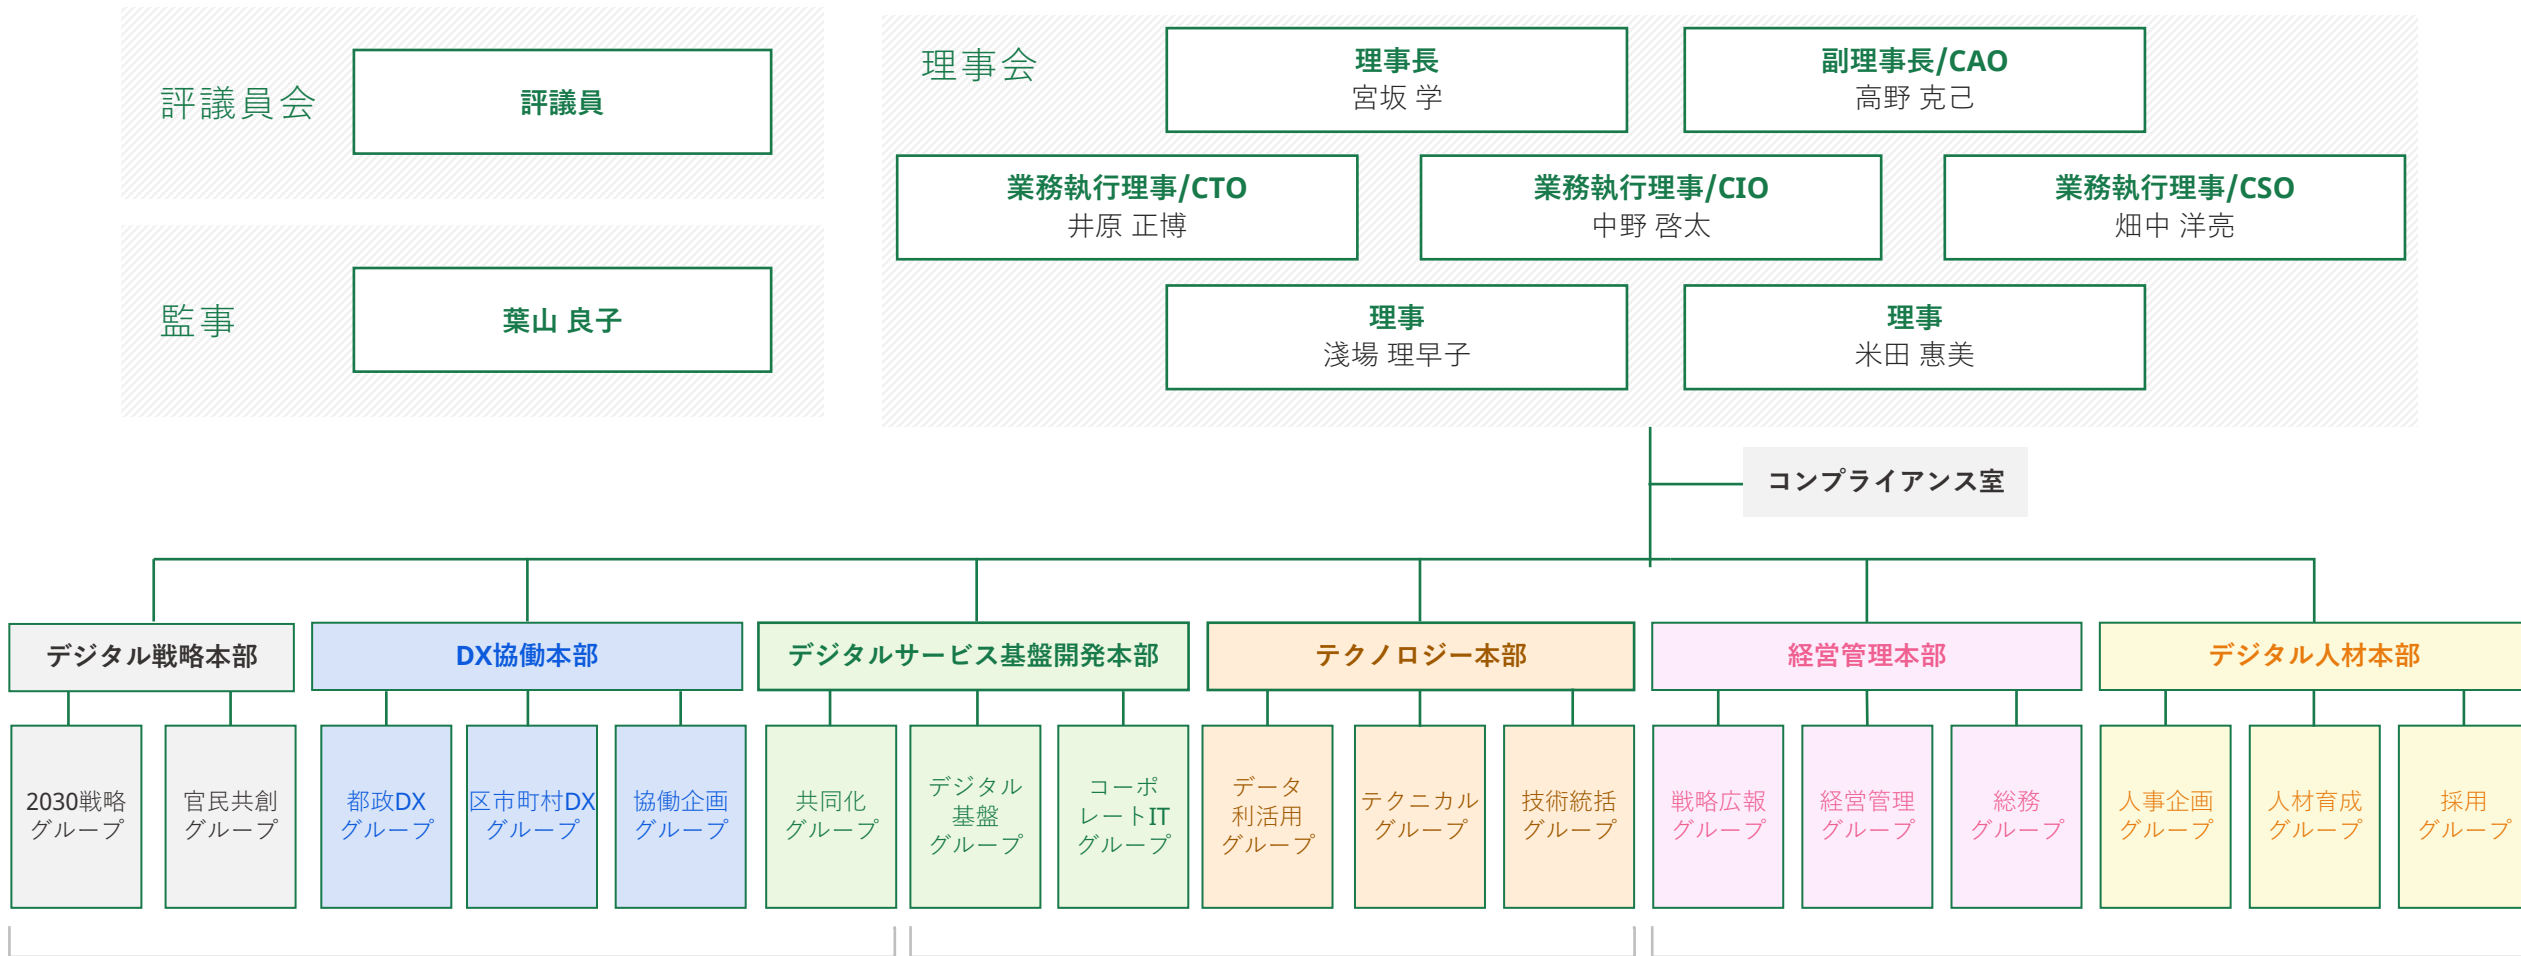 評議員会
評議員
監事
葉山 良子
理事会
理事長
宮坂 学
副理事長/CAO
高野 克己
業務執行理事/CTO
井原 正博
業務執行理事/CIO
中野 啓太
業務執行理事/CSO
畑中 洋亮
理事
淺場 理早子
理事
米田 惠美
コンプライアンス室
デジタル戦略本部
2030戦略
グループ
官民共創
グループ
DX協働本部
都政DX
グループ
区市町村DX
グループ
協働企画
グループ
デジタルサービス基盤開発本部
共同化
グループ
デジタル
基盤
グループ
コーポ
レートIT
グループ
テクノロジー本部
データ
利活用
グループ
テクニカル
グループ
技術統括
グループ
経営管理本部
戦略広報
グループ
経営管理
グループ
総務
グループ
デジタル人材本部
人事企画
グループ
人材育成
グループ
採用
グループ